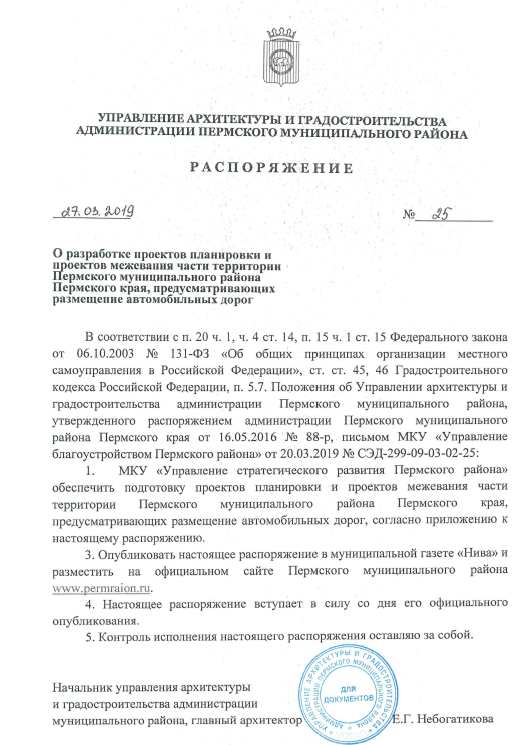 УПРАВЛЕНИЕ АРХИТЕКТУРЫ И ГРАДОСТРОИТЕЛЬСТВА
АДМИНИСТРАЦИИ ПЕРМСКОГО МУНИЦИПАЛЬНОГО РАЙОНА
РАСПОРЯЖЕНИЕ
27.03.2019
№ 25
О разработке проектов планировки и
проектов межевания части территории
Пермского муниципального района
Пермского края, предусматривающих
размещение автомобильных дорог
В соответствии с п. 20 ч. 1, ч. 4 ст. 14, п. 15 ч. 1 ст. 15 Федерального закона
от 06.10.2003 № 131-ФЗ «Об общих принципах организации местного
самоуправления в Российской Федерации», ст. ст. 45, 46 Градостроительного
кодекса Российской Федерации, п. 5.7. Положения об Управлении архитектуры и
градостроительства администрации Пермского муниципального района,
утвержденного распоряжением администрации Пермского муниципального
района Пермского края от 16.05.2016 № 88-р, письмом МКУ «Управление
благоустройством Пермского района» от 20.03.2019 № СЭД-299-09-03-02-25:
1. МКУ «Управление стратегического развития Пермского района»
обеспечить подготовку проектов планировки и проектов межевания части
территории Пермского муниципального района Пермского края,
предусматривающих размещение автомобильных дорог, согласно приложению к
настоящему распоряжению.
3. Опубликовать настоящее распоряжение в муниципальной газете «Нива» и
разместить на официальном сайте Пермского муниципального района
www.permraion.ru.
4. Настоящее распоряжение вступает в силу со дня его официального
опубликования.
5. Контроль исполнения настоящего распоряжения оставляю за собой.
Начальник управления архитектуры
и градостроительства администрации
муниципального района, главный архитектор
Е.Г. Небогатикова
ДЛЯ
ДОКУМЕНТОВ
УПРАВЛЕНИЕ АРХИТЕКТУРЫ И ГРАДОСТРОИТЕЛЬСТВА
АДМИНИСТРАЦИИ ПЕРМСКОГО МУНИЦИПАЛЬНОГО РАЙОНА